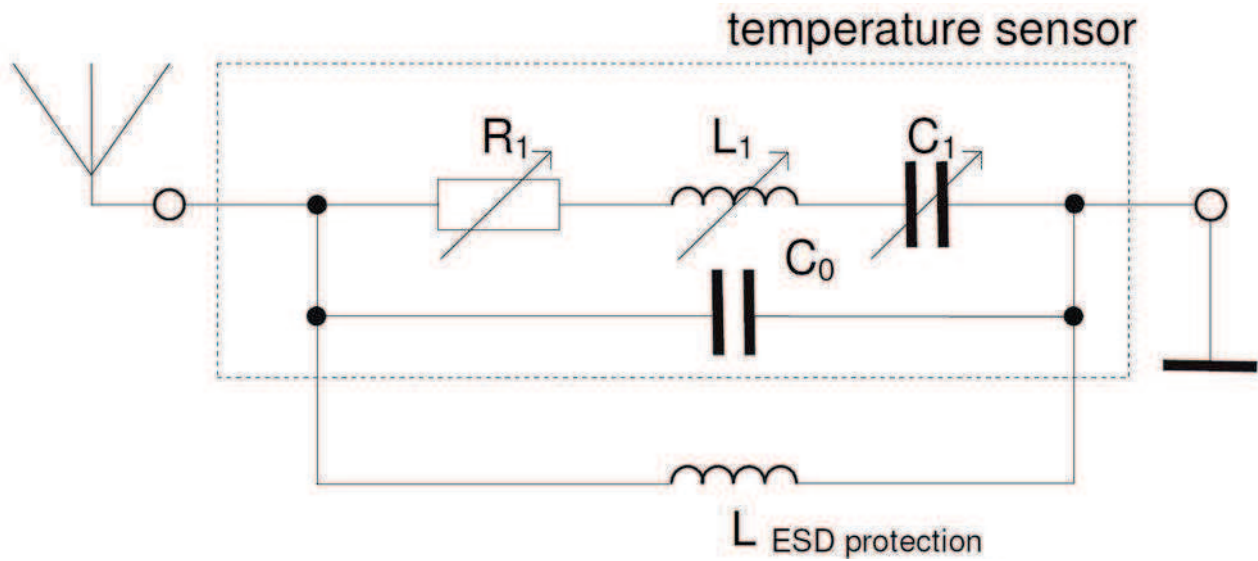 temperature sensor
R1
L1
C1
C0
L ESD protection